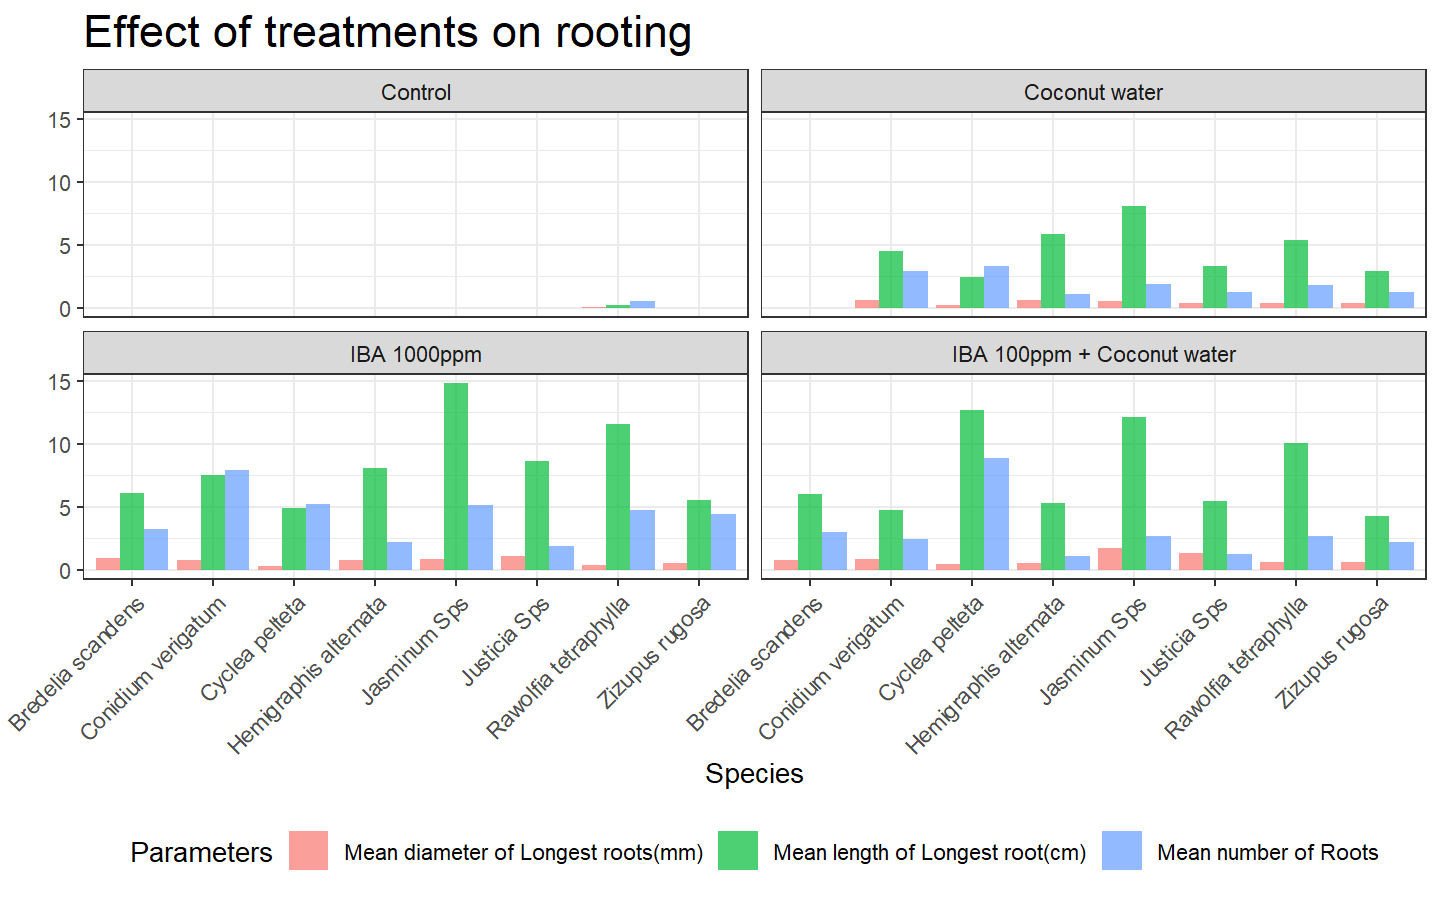 Effect of treatments on rooting
Control
Coconut water
15
10
5
0
IBA 1000ppm
IBA 100ppm + Coconut water
15
10
5
0
Bredelia scandens
Conidium verigatum
Cyclea pelteta
Hemigraphis alternata
Jasminum Sps
Justicia Sps
Rawolfia tetraphylla
Zizupus rugosa
Bredelia scandens
Conidium verigatum
Cyclea pelteta
Hemigraphis alternata
Jasminum Sps
Justicia Sps
Rawolfia tetraphylla
Zizupus rugosa
Species
Parameters
Mean diameter of Longest roots(mm)
Mean length of Longest root(cm)
Mean number of Roots